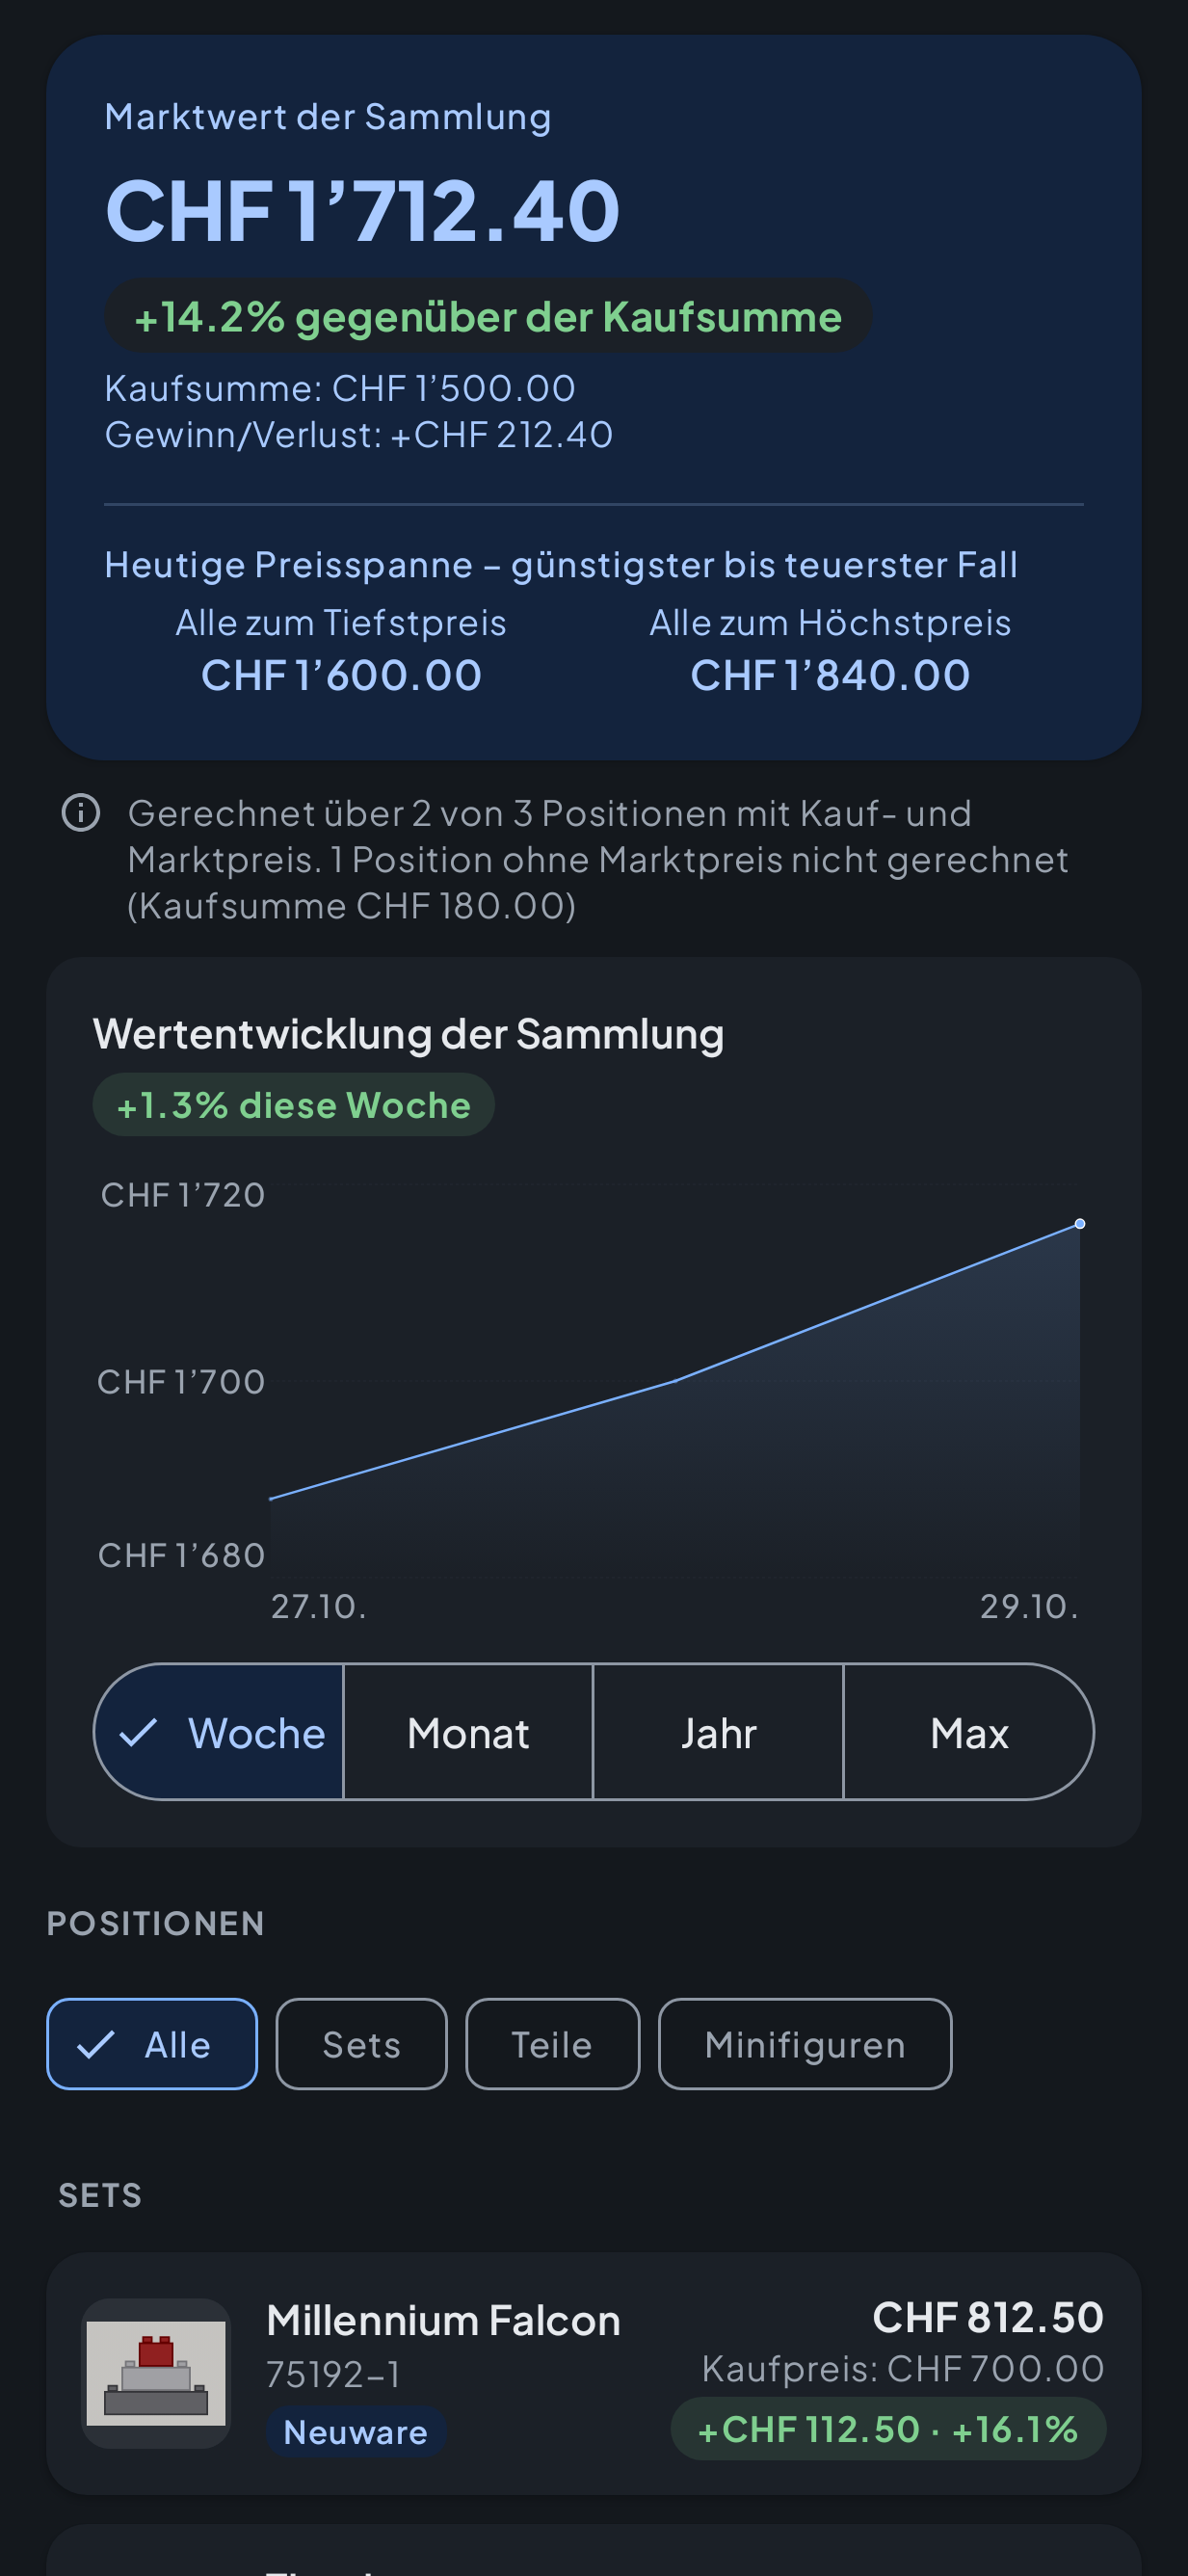 Marktwert der Sammlung
CHF 1’712.40
+14.2% gegenüber der Kaufsumme
Kaufsumme: CHF 1’500.00
Gewinn/Verlust: +CHF 212.40
Heutige Preisspanne – günstigster bis teuerster Fall
Alle zum Tiefstpreis
CHF 1’600.00
Alle zum Höchstpreis
CHF 1’840.00
Gerechnet über 2 von 3 Positionen mit Kauf- und
Marktpreis. 1 Position ohne Marktpreis nicht gerechnet
(Kaufsumme CHF 180.00)
Wertentwicklung der Sammlung
+1.3% diese Woche
CHF 1’720
CHF 1’700
CHF 1’680
27.10.
29.10.
Woche
Monat
Jahr
Max
POSITIONEN
Alle
Sets
Teile
Minifiguren
SETS
Millennium Falcon
75192-1
Neuware
CHF 812.50
Kaufpreis: CHF 700.00
+CHF 112.50 · +16.1%